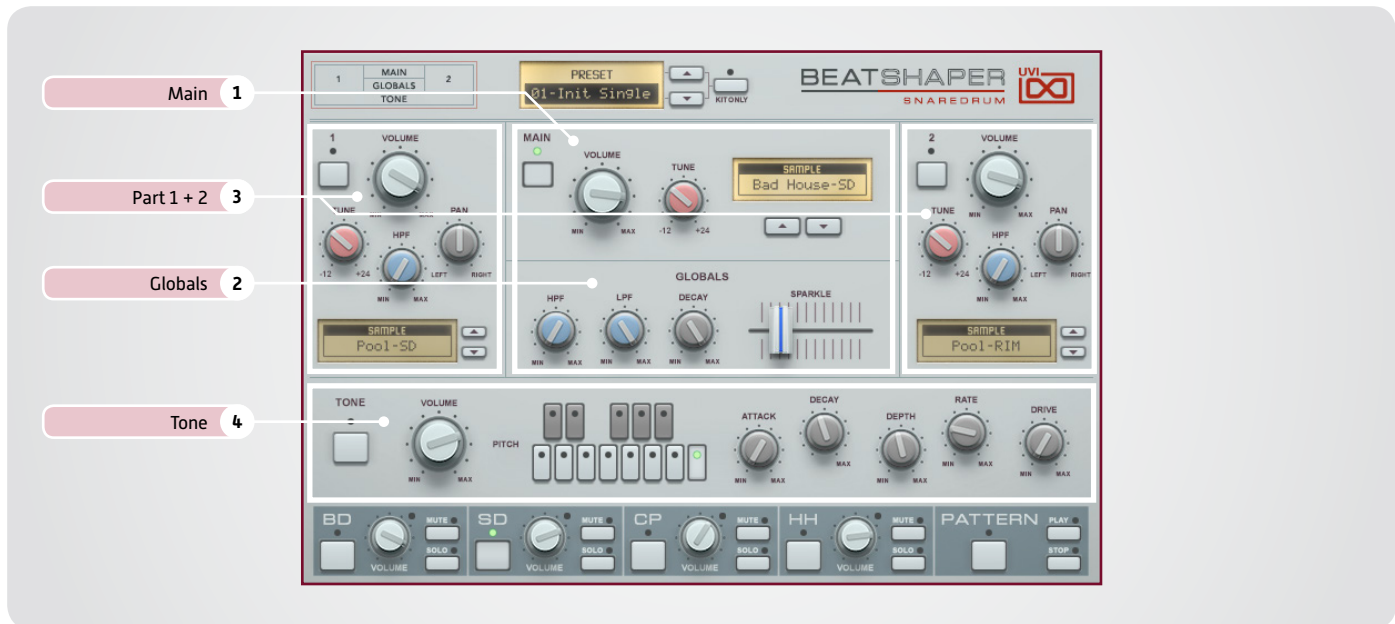 Main 1
Part 1 + 2 3
Globals 2
Tone 4
1 MAIN 2
GLOBALS
TONE
PRESET
01-Init Single
KIT ONLY
BEATSHAPER
SNAREDRUM
UVI
1
VOLUME
MIN MAX
TUNE
-12 +24
HPF
MIN MAX
PAN
LEFT RIGHT
SAMPLE
Pool-SD
MAIN
VOLUME
MIN MAX
TUNE
-12 +24
SAMPLE
Bad House-SD
GLOBALS
HPF
MIN MAX
LPF
MIN MAX
DECAY
MIN MAX
SPARKLE
2
VOLUME
MIN MAX
TUNE
-12 +24
HPF
MIN MAX
PAN
LEFT RIGHT
SAMPLE
Pool-RIM
TONE
VOLUME
MIN MAX
PITCH
ATTACK
MIN MAX
DECAY
MAX
DEPTH
MIN MAX
RATE
MAX
DRIVE
MIN MAX
BD
VOLUME
MUTE
SOLO
SD
VOLUME
MUTE
SOLO
CP
VOLUME
MUTE
SOLO
HH
VOLUME
MUTE
SOLO
PATTERN
PLAY
STOP